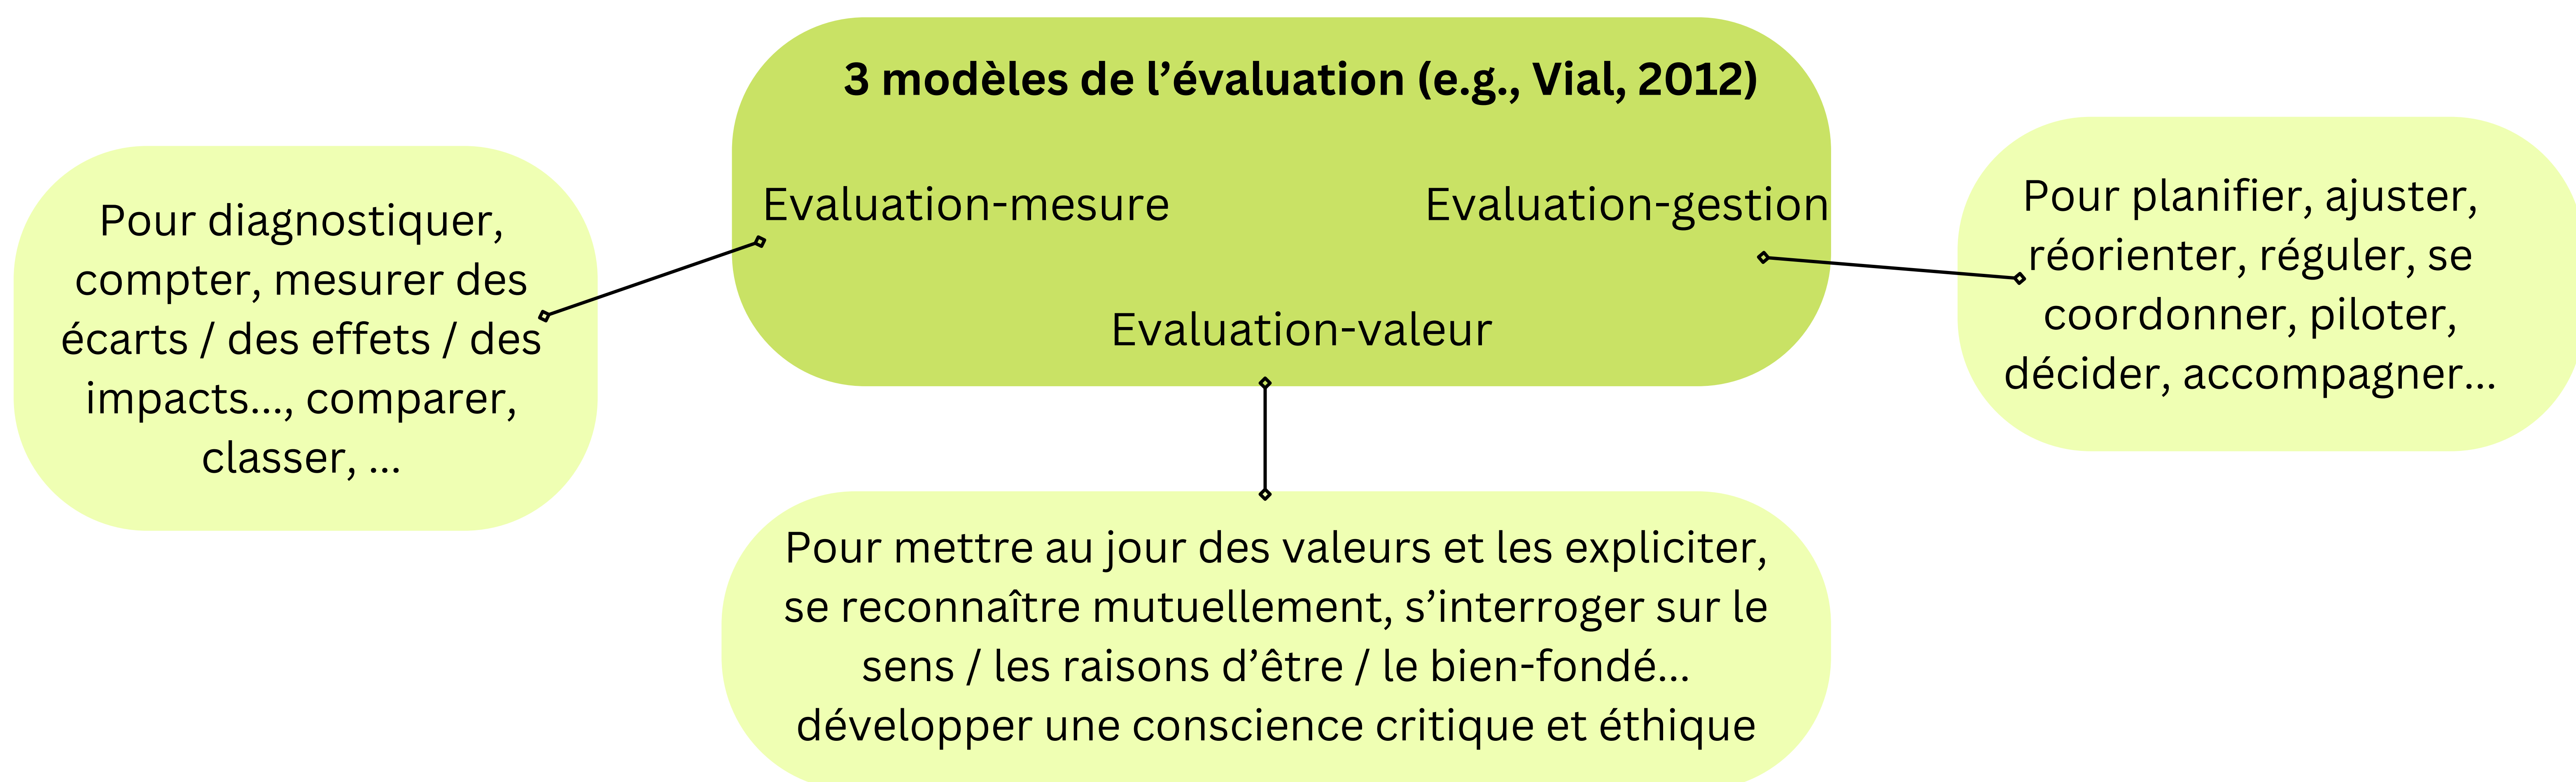 3 modèles de l’évaluation (e.g., Vial, 2012)
Evaluation-mesure
Evaluation-gestion
Evaluation-valeur
Pour diagnostiquer,
compter, mesurer des
écarts / des effets / des
impacts..., comparer,
classer, ...
Pour planifier, ajuster,
réorienter, réguler, se
coordonner, piloter,
décider, accompagner...
Pour mettre au jour des valeurs et les expliciter,
se reconnaître mutuellement, s’interroger sur le
sens / les raisons d’être / le bien-fondé...
développer une conscience critique et éthique